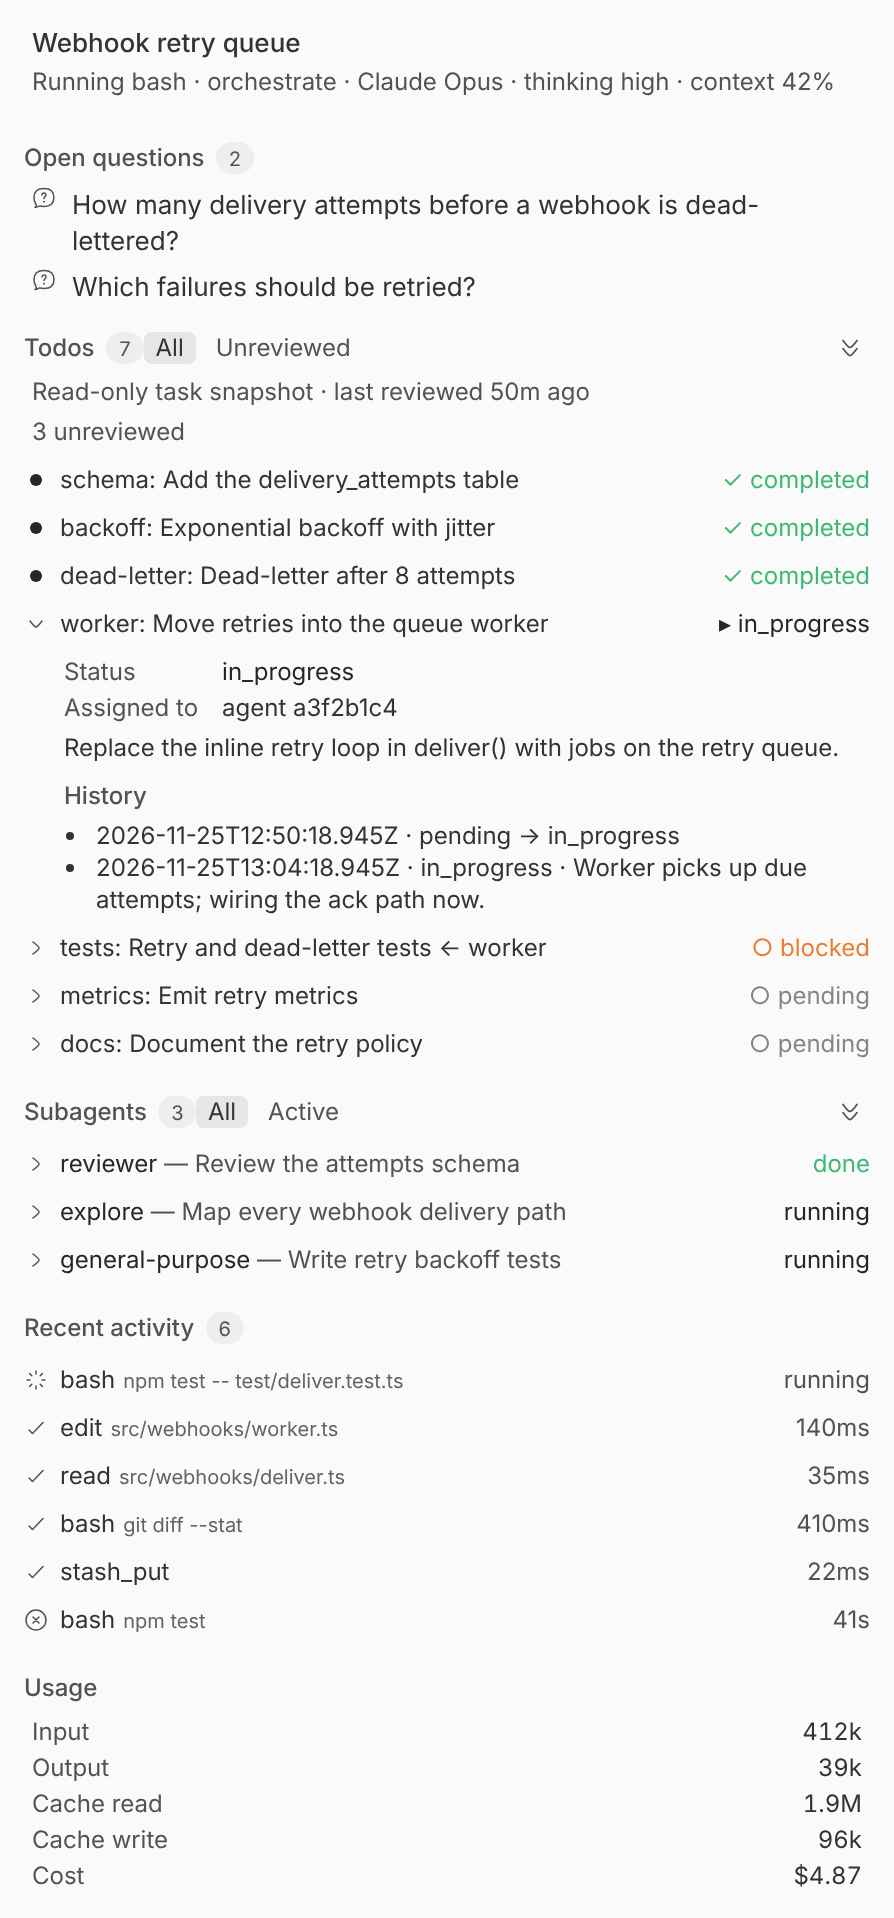 Webhook retry queue
Running bash · orchestrate · Claude Opus · thinking high · context 42%
Open questions 2
How many delivery attempts before a webhook is dead-
lettered?
Which failures should be retried?
Todos 7 All Unreviewed
Read-only task snapshot · last reviewed 50m ago
3 unreviewed
schema: Add the delivery_attempts table ✓ completed
backoff: Exponential backoff with jitter ✓ completed
dead-letter: Dead-letter after 8 attempts ✓ completed
worker: Move retries into the queue worker ▸ in_progress
Status in_progress
Assigned to agent a3f2b1c4
Replace the inline retry loop in deliver() with jobs on the retry queue.
History
• 2026-11-25T12:50:18.945Z · pending → in_progress
• 2026-11-25T13:04:18.945Z · in_progress · Worker picks up due
attempts; wiring the ack path now.
tests: Retry and dead-letter tests ← worker ○ blocked
metrics: Emit retry metrics ○ pending
docs: Document the retry policy ○ pending
Subagents 3 All Active
reviewer — Review the attempts schema done
explore — Map every webhook delivery path running
general-purpose — Write retry backoff tests running
Recent activity 6
bash npm test -- test/deliver.test.ts running
edit src/webhooks/worker.ts 140ms
read src/webhooks/deliver.ts 35ms
bash git diff --stat 410ms
stash_put 22ms
bash npm test 41s
Usage
Input 412k
Output 39k
Cache read 1.9M
Cache write 96k
Cost $4.87